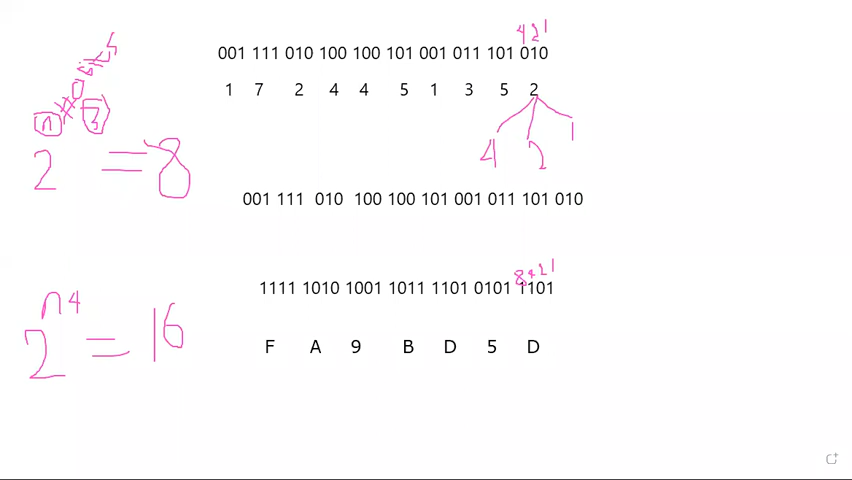 421
001 111 010 100 100 101 001 011 101 010
1 7 2 4 4 5 1 3 5 2
4 2 1
n 3
2 = 8
001 111 010 100 100 101 001 011 101 010
8421
1111 1010 1001 1011 1101 0101 1101
n4
2 = 16
F A 9 B D 5 D